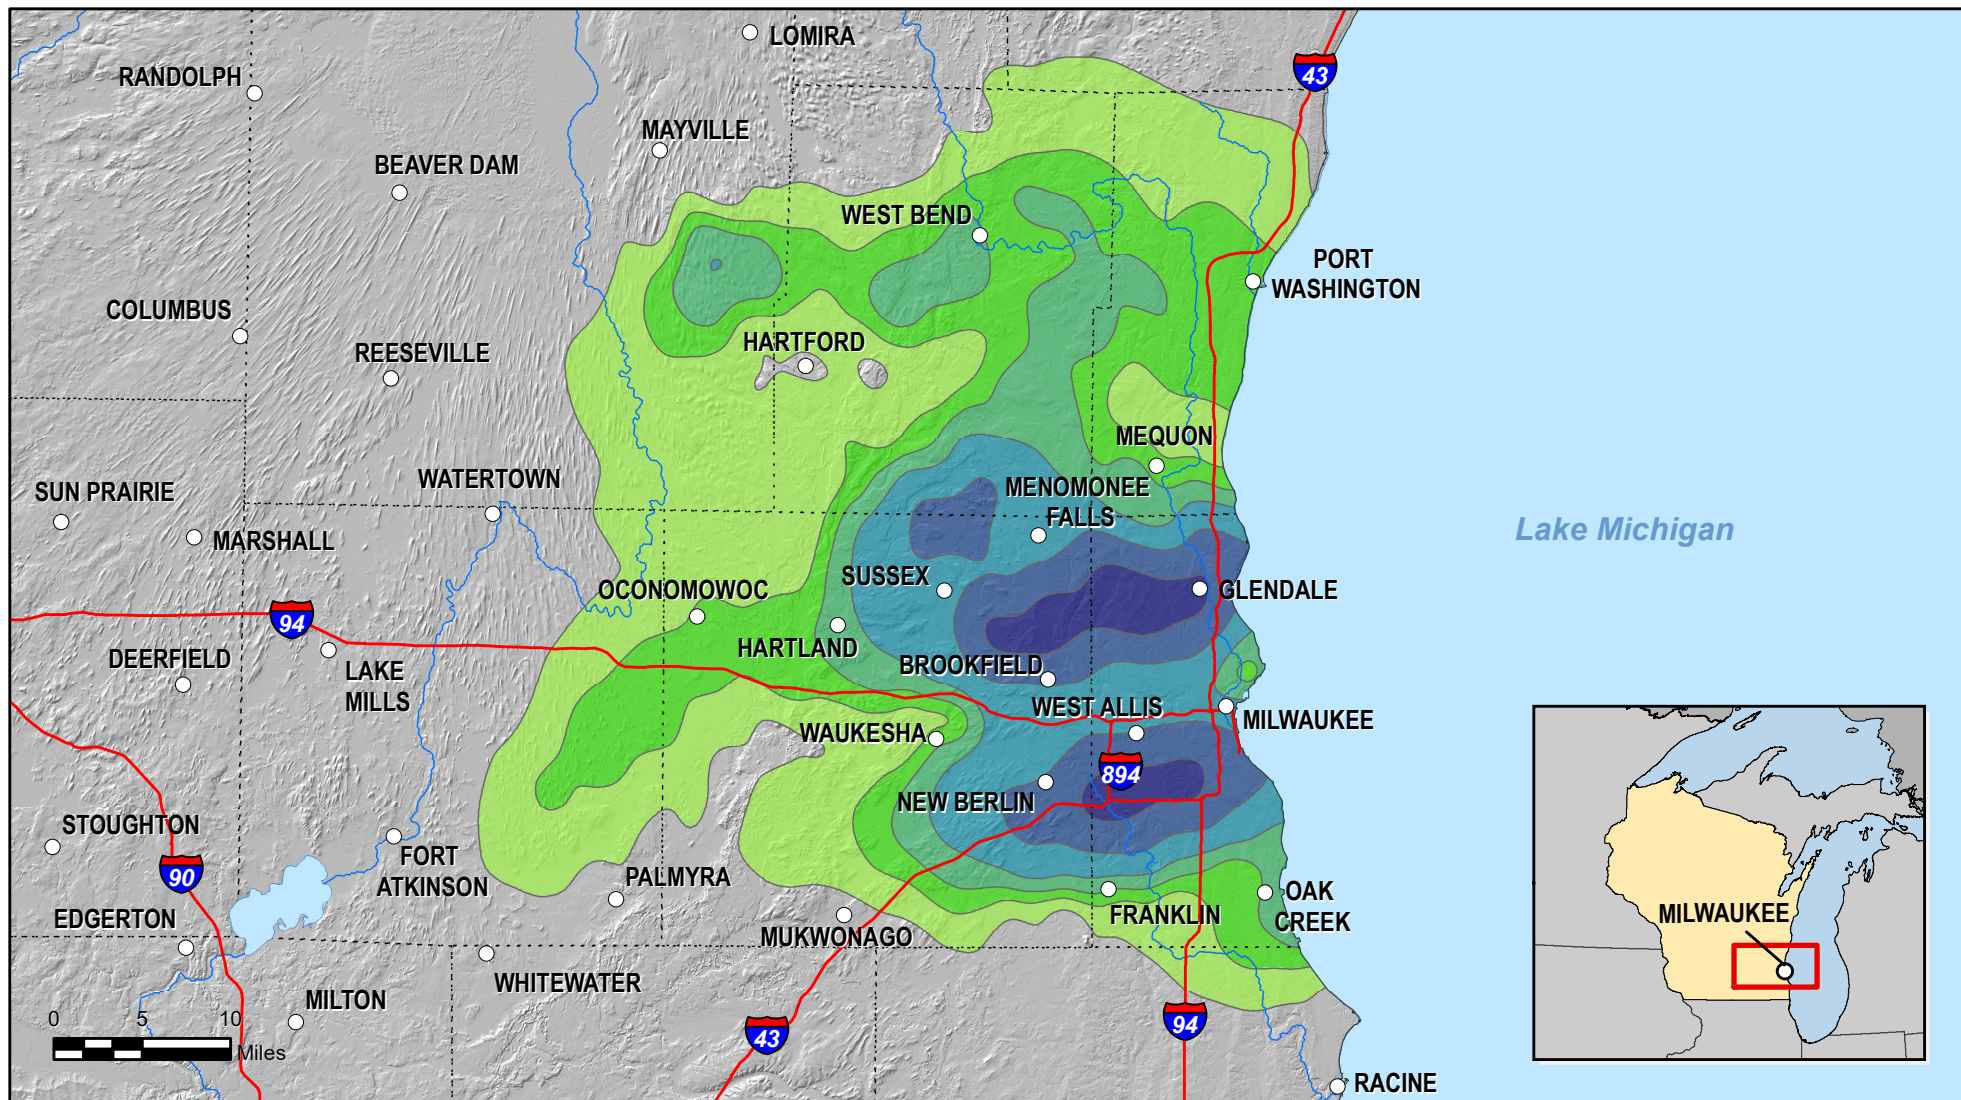 LOMIRA
43
RANDOLPH
MAYVILLE
BEAVER DAM
WEST BEND
PORT
WASHINGTON
COLUMBUS
HARTFORD
REESEVILLE
MEQUON
WATERTOWN
SUN PRAIRIE
MENOMONEE
FALLS
Lake Michigan
MARSHALL
SUSSEX
OCONOMOWOC
GLENDALE
94
HARTLAND
DEERFIELD
LAKE
MILLS
BROOKFIELD
WEST ALLIS
MILWAUKEE
WAUKESHA
894
NEW BERLIN
STOUGHTON
FORT
ATKINSON
90
PALMYRA
OAK
CREEK
FRANKLIN
EDGERTON
MUKWONAGO
MILWAUKEE
WHITEWATER
MILTON
0 5 10
Miles
43
94
RACINE